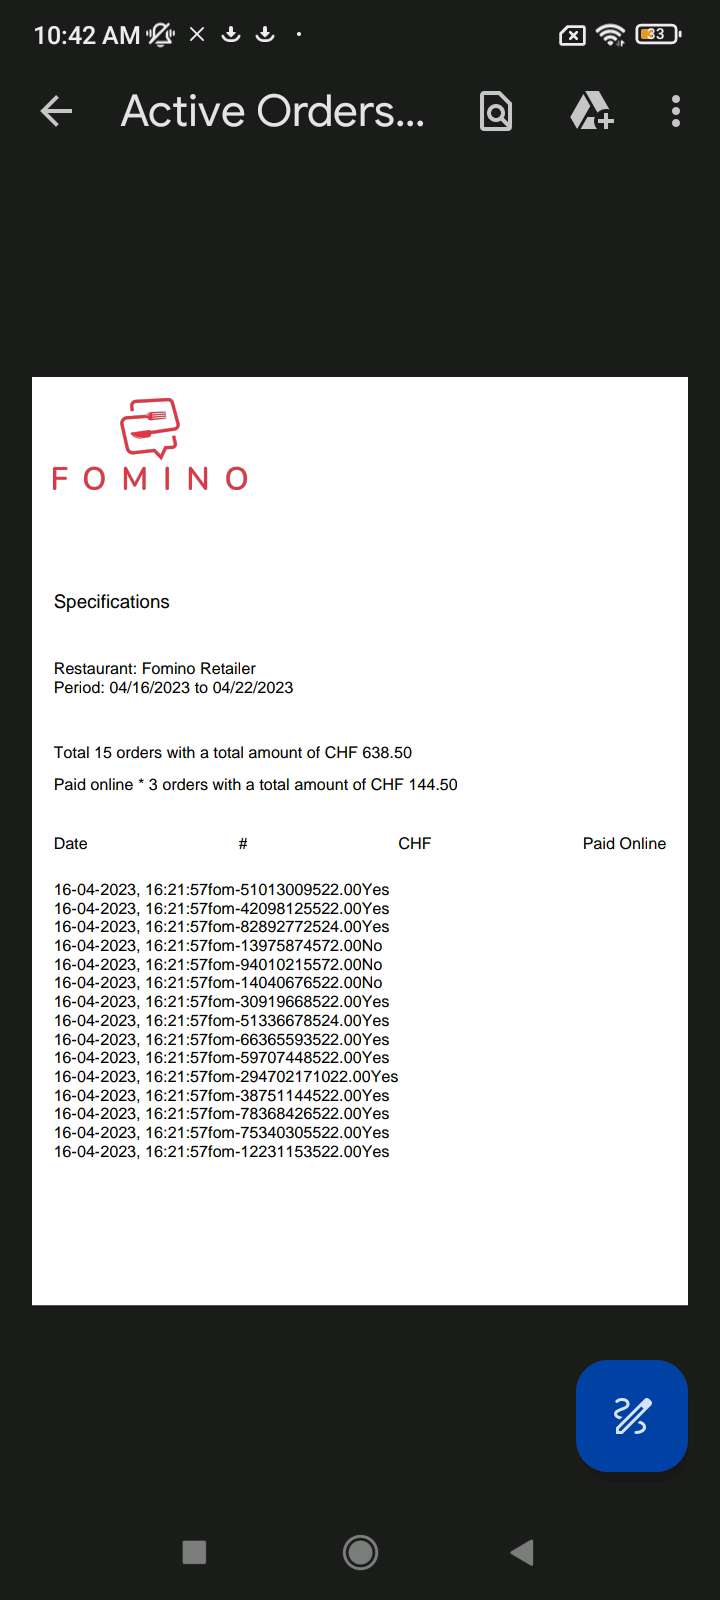 10:42 AM
33
Active Orders...
FOMINO
Specifications
Restaurant: Fomino Retailer
Period: 04/16/2023 to 04/22/2023
Total 15 orders with a total amount of CHF 638.50
Paid online * 3 orders with a total amount of CHF 144.50
Date # CHF Paid Online
16-04-2023, 16:21:57fom-51013009522.00Yes
16-04-2023, 16:21:57fom-42098125522.00Yes
16-04-2023, 16:21:57fom-82892772524.00Yes
16-04-2023, 16:21:57fom-13975874572.00No
16-04-2023, 16:21:57fom-94010215572.00No
16-04-2023, 16:21:57fom-14040676522.00No
16-04-2023, 16:21:57fom-30919668522.00Yes
16-04-2023, 16:21:57fom-51336678524.00Yes
16-04-2023, 16:21:57fom-66365593522.00Yes
16-04-2023, 16:21:57fom-59707448522.00Yes
16-04-2023, 16:21:57fom-294702171022.00Yes
16-04-2023, 16:21:57fom-38751144522.00Yes
16-04-2023, 16:21:57fom-78368426522.00Yes
16-04-2023, 16:21:57fom-75340305522.00Yes
16-04-2023, 16:21:57fom-12231153522.00Yes